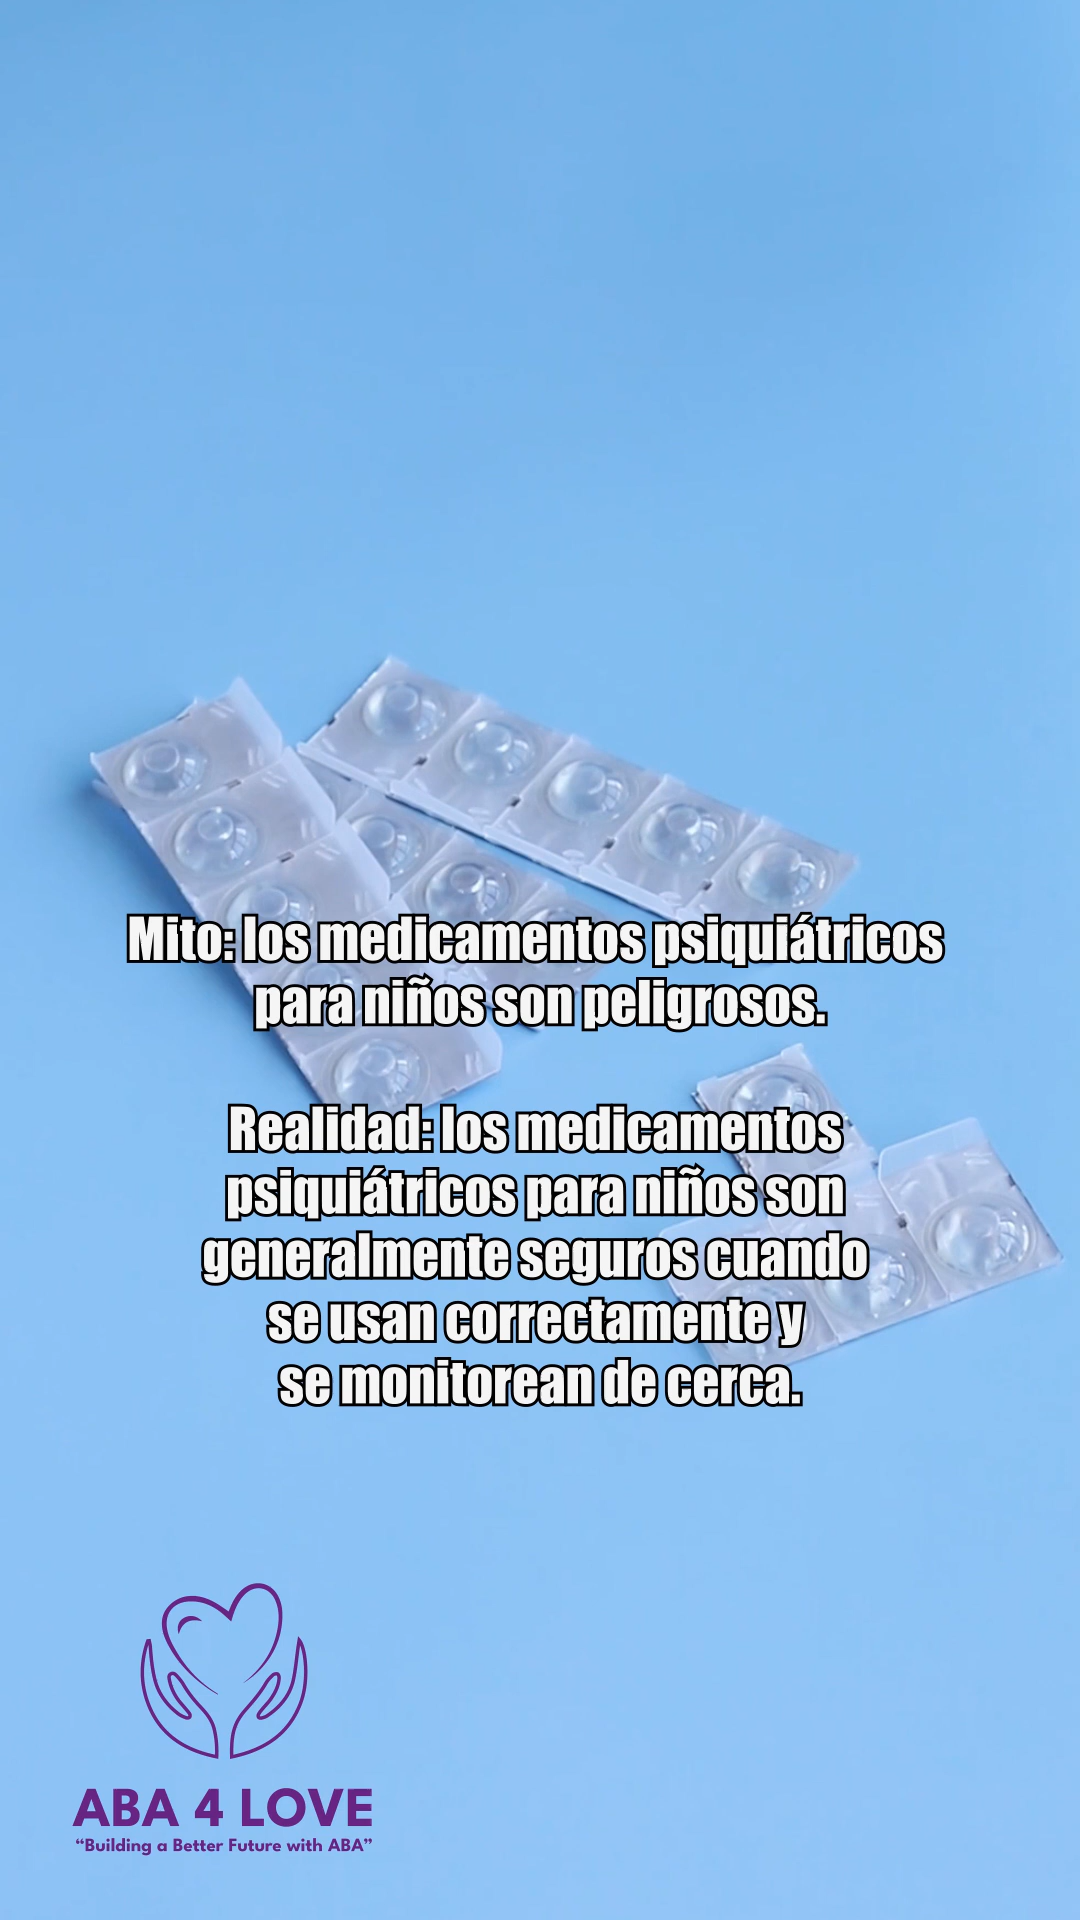 Mito: los medicamentos psiquiátricos
para niños son peligrosos.
Realidad: los medicamentos
psiquiátricos para niños son
generalmente seguros cuando
se usan correctamente y
se monitorean de cerca.
ABA 4 LOVE
“Building a Better Future with ABA”